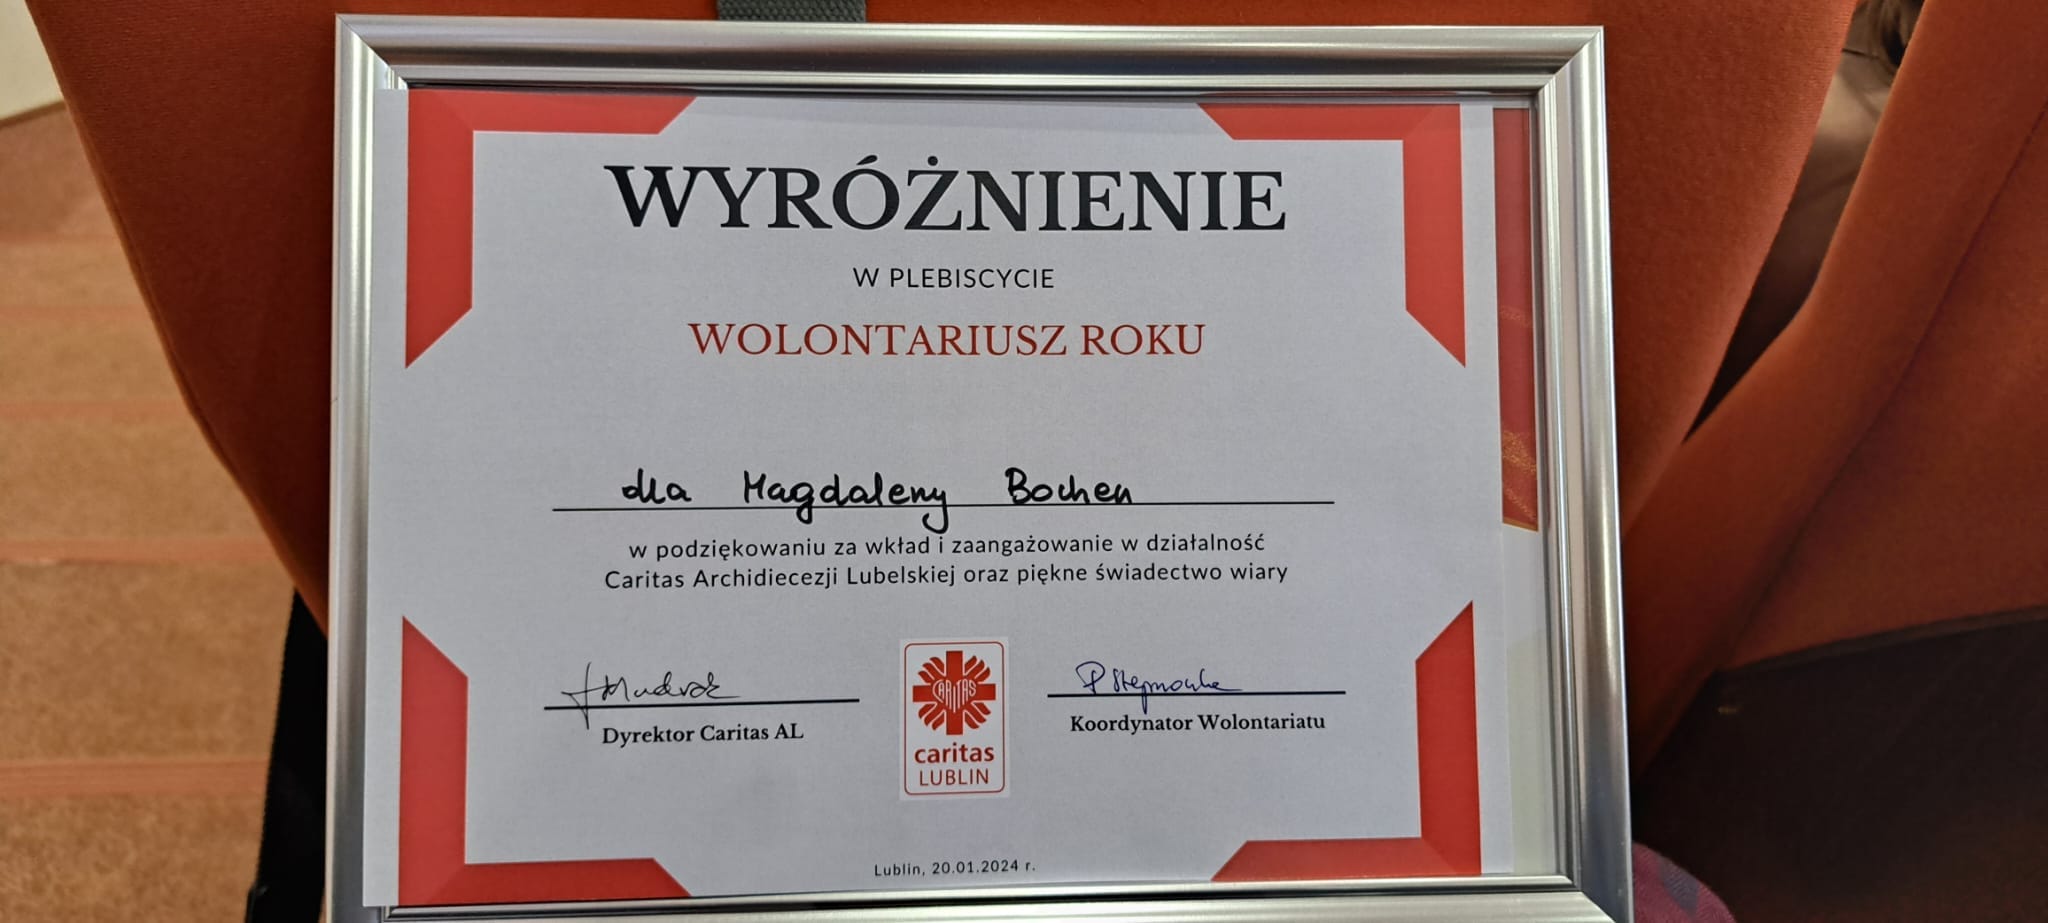 WYRÓŻNIENIE
W PLEBISCYCIE
WOLONTARIUSZ ROKU
dla Magdaleny Bochen
w podziękowaniu za wkład i zaangażowanie w działalność
Caritas Archidiecezji Lubelskiej oraz piękne świadectwo wiary
Dyrektor Caritas AL
CARITAS
caritas
LUBLIN
Koordynator Wolontariatu
Lublin, 20.01.2024 r.